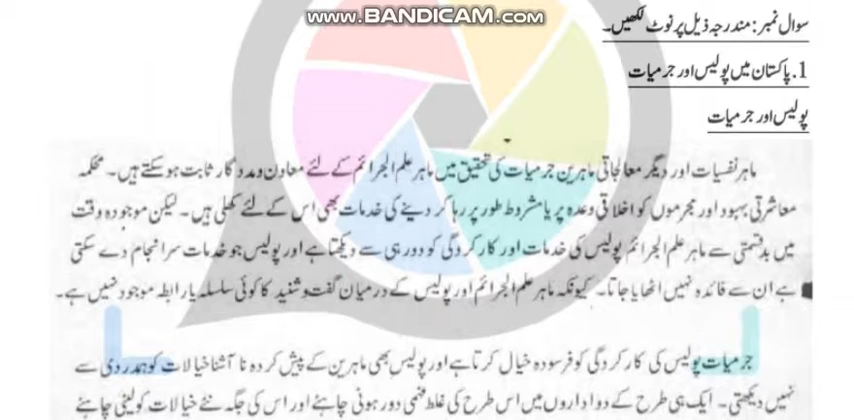 www.BANDICAM.com
سوال نمبر: مندرجہ ذیل پر نوٹ لکھیں۔
1. پاکستان میں پولیس اور جرمیات
پولیس اور جرمیات
ماہر نفسیات اور دیگر معالجاتی ماہرین جرمیات کی تحقیق میں ماہر علم الجرائم کے لئے معاون و مددگار ثابت ہو سکتے ہیں۔ محکمہ
معاشرتی بہبود اور مجرموں کو اخلاقی وعدہ پر یا مشروط طور پر رہا کر دینے کی خدمات بھی اس کے لئے کھلی ہیں۔ لیکن موجودہ وقت
میں بدقسمتی سے ماہر علم الجرائم پولیس کی خدمات اور کارکردگی کو دور ہی سے دیکھتا ہے اور پولیس جو خدمات سرانجام دے سکتی
ہے ان سے فائدہ نہیں اٹھایا جاتا۔ کیونکہ ماہر علم الجرائم اور پولیس کے درمیان گفت و شنید کا کوئی سلسلہ یا رابطہ موجود نہیں ہے۔
جرمیات پولیس کی کارکردگی کو فرسودہ خیال کرتا ہے اور پولیس بھی ماہرین کے پیش کردہ نا آشنا خیالات کو ہمدردی سے
نہیں دیکھتی۔ ایک ہی طرح کے دو اداروں میں اس طرح کی غلط فہمی دور ہونی چاہئے اور اس کی جگہ نئے خیالات کو لینی چاہئے